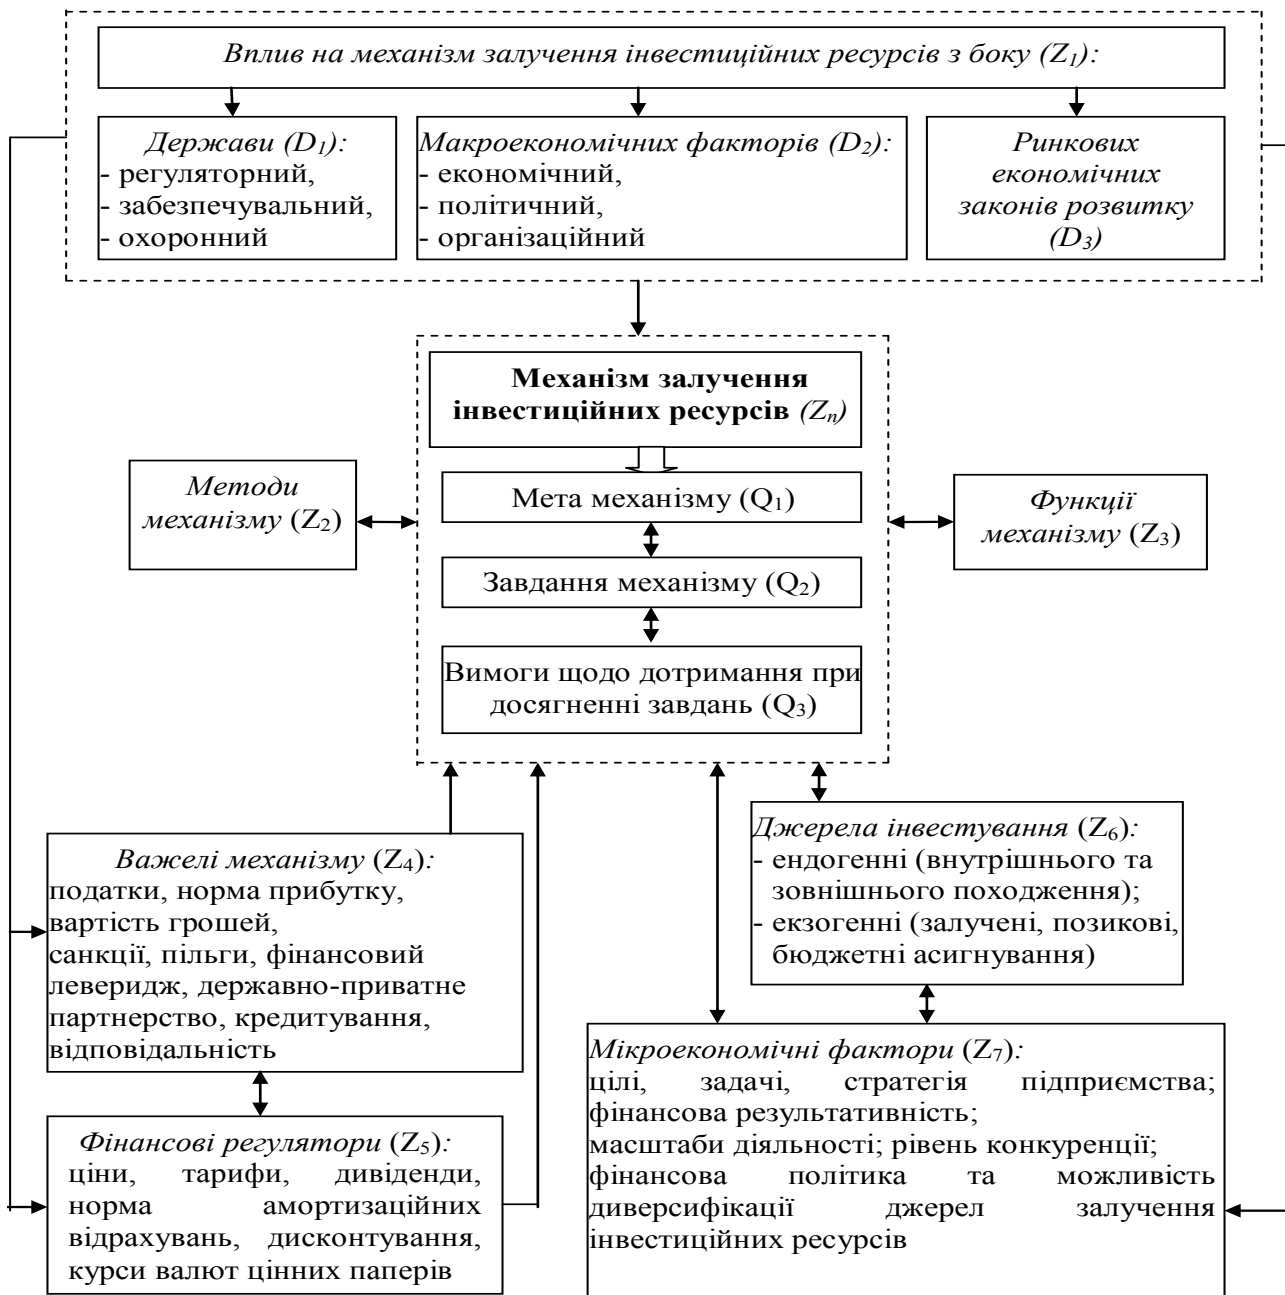 Вплив на механізм залучення інвестиційних ресурсів з боку (Z₁):
Держави (D₁):
- регуляторний,
- забезпечувальний,
- охоронний
Макроекономічних факторів (D₂):
- економічний,
- політичний,
- організаційний
Ринкових
економічних
законів розвитку
(D₃)
Механізм залучення
інвестиційних ресурсів (Zₙ)
Мета механізму (Q₁)
Завдання механізму (Q₂)
Вимоги щодо дотримання при
досягненні завдань (Q₃)
Методи
механізму (Z₂)
Функції
механізму (Z₃)
Важелі механізму (Z₄):
податки, норма прибутку,
вартість грошей,
санкції, пільги, фінансовий
леверидж, державно-приватне
партнерство, кредитування,
відповідальність
Фінансові регулятори (Z₅):
ціни, тарифи, дивіденди,
норма амортизаційних
відрахувань, дисконтування,
курси валют цінних паперів
Джерела інвестування (Z₆):
- ендогенні (внутрішнього та
зовнішнього походження);
- екзогенні (залучені, позикові,
бюджетні асигнування)
Мікроекономічні фактори (Z₇):
цілі, задачі, стратегія підприємства;
фінансова результативність;
масштаби діяльності; рівень конкуренції;
фінансова політика та можливість
диверсифікації джерел залучення
інвестиційних ресурсів